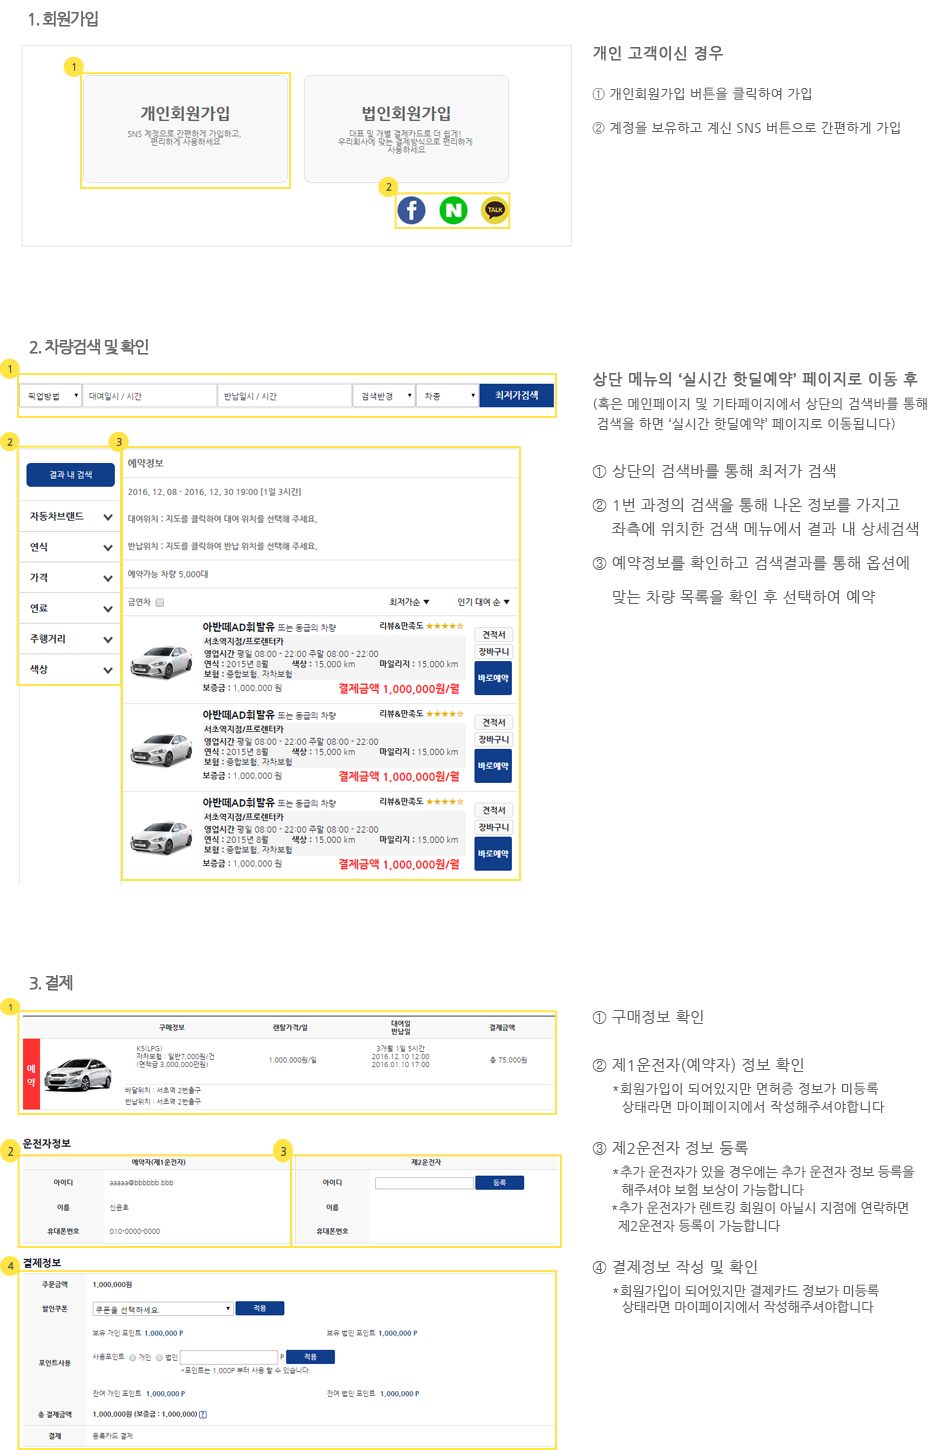 1. 회원가입
1
개인회원가입
SNS 계정으로 간편하게 가입하고,
편리하게 사용하세요
법인회원가입
대표 및 개별 결제카드로 더 쉽게!
우리회사에 맞는 결제방식으로 편리하게
사용하세요
2
f
N
TALK
개인 고객이신 경우
① 개인회원가입 버튼을 클릭하여 가입
② 계정을 보유하고 계신 SNS 버튼으로 간편하게 가입
2. 차량검색 및 확인
1
픽업방법 ▼ 대여일시 / 시간 반납일시 / 시간 검색반경 ▼ 차종 ▼ 최저가검색
2
결과 내 검색
자동차브랜드
연식
가격
연료
주행거리
색상
3
예약정보
2016. 12. 08 - 2016. 12. 30 19:00 [1일 3시간]
대여위치 : 지도를 클락하여 대여 위치를 선택해 주세요.
반납위치 : 지도를 클락하여 반납 위치를 선택해 주세요.
예약가능 차량 5,000대
금연차 최저가순 ▼ 인기 대여 순 ▼
아반떼AD휘발유 또는 동급의 차량 리뷰&만족도 ★★★★☆ 견적서
서초역지점/프로렌터카
영업시간 평일 08:00 - 22:00 주말 08:00 - 22:00 장바구니
연식 : 2015년 8월 색상 : 15,000 km 마일리지 : 15,000 km
보험 : 종합보험, 자차보험 바로예약
보증금 : 1,000,000 원 결제금액 1,000,000원/월
아반떼AD휘발유 또는 동급의 차량 리뷰&만족도 ★★★★☆ 견적서
서초역지점/프로렌터카
영업시간 평일 08:00 - 22:00 주말 08:00 - 22:00 장바구니
연식 : 2015년 8월 색상 : 15,000 km 마일리지 : 15,000 km
보험 : 종합보험, 자차보험 바로예약
보증금 : 1,000,000 원 결제금액 1,000,000원/월
아반떼AD휘발유 또는 동급의 차량 리뷰&만족도 ★★★★☆ 견적서
서초역지점/프로렌터카
영업시간 평일 08:00 - 22:00 주말 08:00 - 22:00 장바구니
연식 : 2015년 8월 색상 : 15,000 km 마일리지 : 15,000 km
보험 : 종합보험, 자차보험 바로예약
보증금 : 1,000,000 원 결제금액 1,000,000원/월
상단 메뉴의 ‘실시간 핫딜예약’ 페이지로 이동 후
(혹은 메인페이지 및 기타페이지에서 상단의 검색바를 통해
검색을 하면 ‘실시간 핫딜예약’ 페이지로 이동됩니다)
① 상단의 검색바를 통해 최저가 검색
② 1번 과정의 검색을 통해 나온 정보를 가지고
좌측에 위치한 검색 메뉴에서 결과 내 상세검색
③ 예약정보를 확인하고 검색결과를 통해 옵션에
맞는 차량 목록을 확인 후 선택하여 예약
3. 결제
1
구매정보 렌탈가격/일 대여일 결제금액
반납일
예약
K5(LPG)
자차보험 : 일반7,000원/건
(면책금 3,000,000만원)
1,000,000원/일
3개월 1일 5시간
2016.12.10 12:00
2016.01.10 17:00
총 75,000원
배달위치 : 서초역 2번출구
반납위치 : 서초역 2번출구
운전자정보
2
예약자(제1운전자)
아이디 aaaaa@bbbbbb.bbb
이름 신윤호
휴대폰번호 010-0000-0000
3
제2운전자
아이디 등록
이름
휴대폰번호
결제정보
4
주문금액 1,000,000원
할인쿠폰 쿠폰을 선택하세요. ▼ 적용
보유 개인 포인트 1,000,000 P 보유 법인 포인트 1,000,000 P
포인트사용 사용포인트 개인 법인 P 적용
*포인트는 1,000P 부터 사용 할 수 있습니다.
잔여 개인 포인트 1,000,000 P 잔여 법인 포인트 1,000,000 P
총 결제금액 1,000,000원 (보증금 : 1,000,000) ?
결제 등록카드 결제
① 구매정보 확인
② 제1운전자(예약자) 정보 확인
*회원가입이 되어있지만 면허증 정보가 미등록
상태라면 마이페이지에서 작성해주셔야합니다
③ 제2운전자 정보 등록
*추가 운전자가 있을 경우에는 추가 운전자 정보 등록을
해주셔야 보험 보상이 가능합니다
*추가 운전자가 렌트킹 회원이 아닐시 지점에 연락하면
제2운전자 등록이 가능합니다
④ 결제정보 작성 및 확인
*회원가입이 되어있지만 결제카드 정보가 미등록
상태라면 마이페이지에서 작성해주셔야합니다